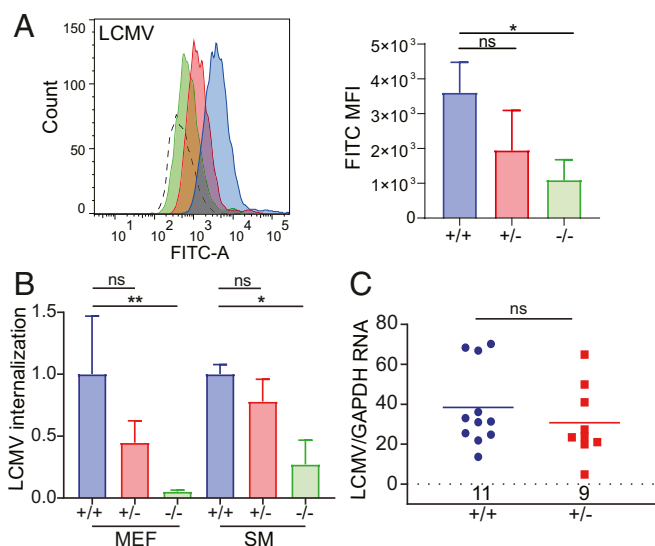 A
LCMV
150
100
50
0
Count
10¹ 10² 10³ 10⁴ 10⁵
FITC-A
*
ns
5×10³
4×10³
3×10³
2×10³
1×10³
0
FITC MFI
+/+ +/- -/-
B
ns ns
** *
1.5
1.0
0.5
0.0
LCMV internalization
+/+ +/- -/- +/+ +/- -/-
MEF SM
C
ns
80
60
40
20
0
LCMV/GAPDH RNA
11 9
+/+ +/-